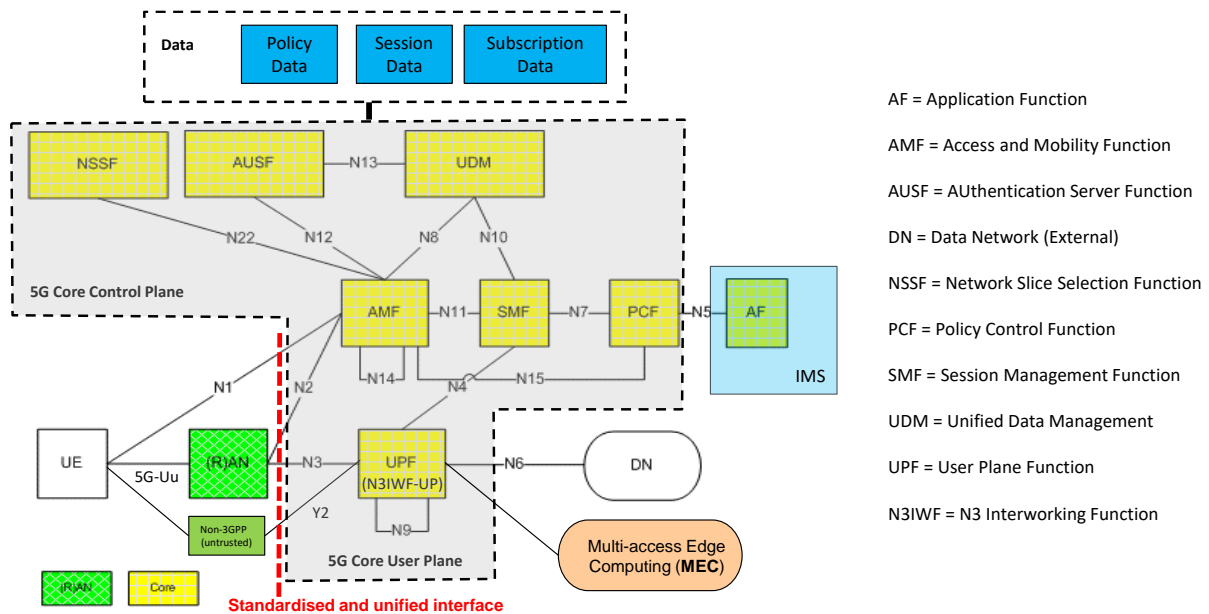 Data
Policy
Data
Session
Data
Subscription
Data
NSSF
AUSF
N13
UDM
N22
N12
N8
N10
5G Core Control Plane
AMF
N11
SMF
N7
PCF
N5
AF
IMS
N14
N15
N1
N2
N4
UE
5G-Uu
(R)AN
N3
UPF
(N3IWF-UP)
N6
DN
Y2
Non-3GPP
(untrusted)
N9
5G Core User Plane
Multi-access Edge
Computing (MEC)
(R)AN
Core
Standardised and unified interface
AF = Application Function
AMF = Access and Mobility Function
AUSF = AUthentication Server Function
DN = Data Network (External)
NSSF = Network Slice Selection Function
PCF = Policy Control Function
SMF = Session Management Function
UDM = Unified Data Management
UPF = User Plane Function
N3IWF = N3 Interworking Function